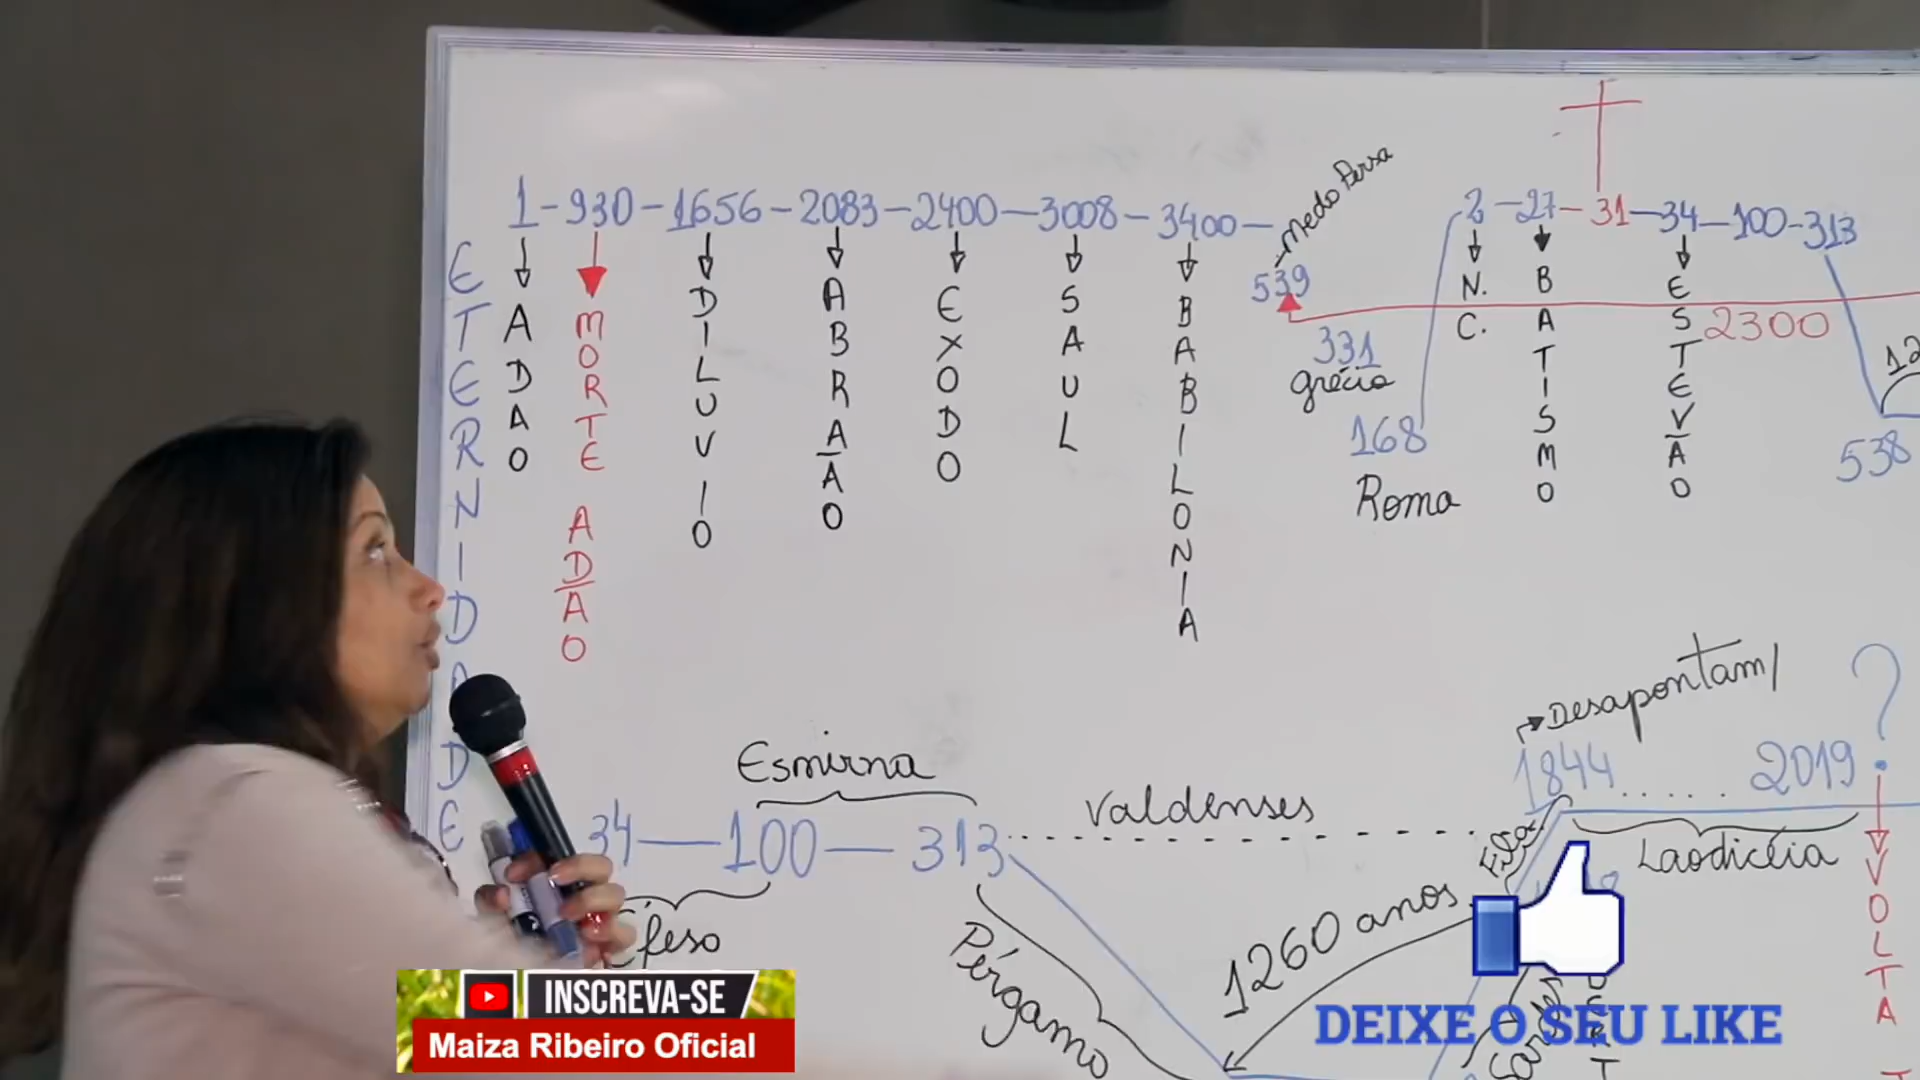 1-930-1656-2083-2400-3008-3400-
2-27-31-34-100-313
ETERNIDADE
ADAO
MORTE ADÃO
DILUVIO
ABRAÃO
EXODO
SAUL
BABILONIA
539
Medo Persa
331
grécia
168
Roma
N.C.
BATISMO
ESTEVÃO
2300
538
Desapontam/
1844 ..... 2019 ?
Esmirna
Valdenses
34-100-313
Laodicéia
VOLTA
Éfeso
Pérgamo
1260 anos
INSCREVA-SE
Maiza Ribeiro Oficial
DEIXE O SEU LIKE